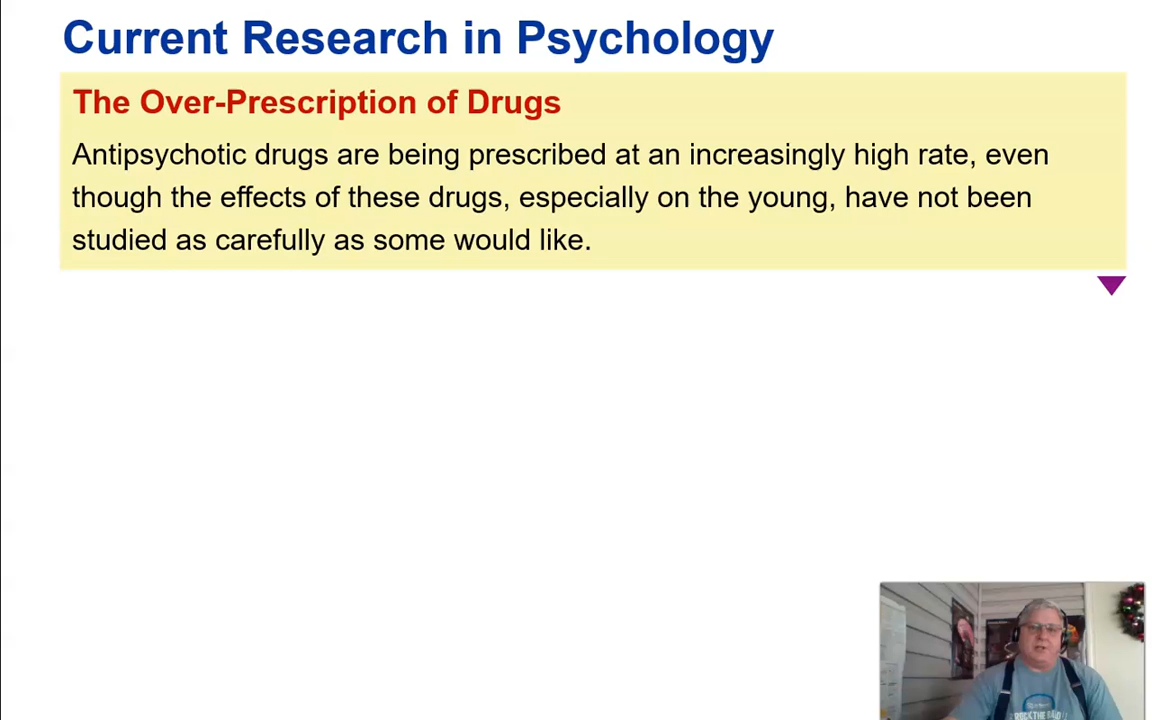 Current Research in Psychology
The Over-Prescription of Drugs
Antipsychotic drugs are being prescribed at an increasingly high rate, even
though the effects of these drugs, especially on the young, have not been
studied as carefully as some would like.